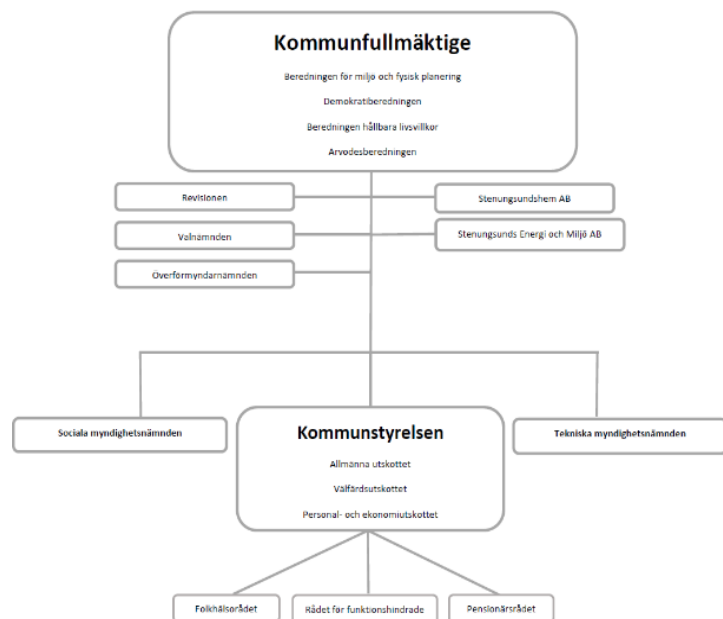 Kommunfullmäktige
Beredningen för miljö och fysisk planering
Demokratiberedningen
Beredningen hållbara livsvillkor
Arvodesberedningen
Revisionen
Stenungsundshem AB
Valnämnden
Stenungsunds Energi och Miljö AB
Överförmyndarnämnden
Sociala myndighetsnämnden
Kommunstyrelsen
Allmänna utskottet
Välfärdsutskottet
Personal- och ekonomiutskottet
Tekniska myndighetsnämnden
Folkhälsorådet
Rådet før funktionshindrade
Pensionärsrådet